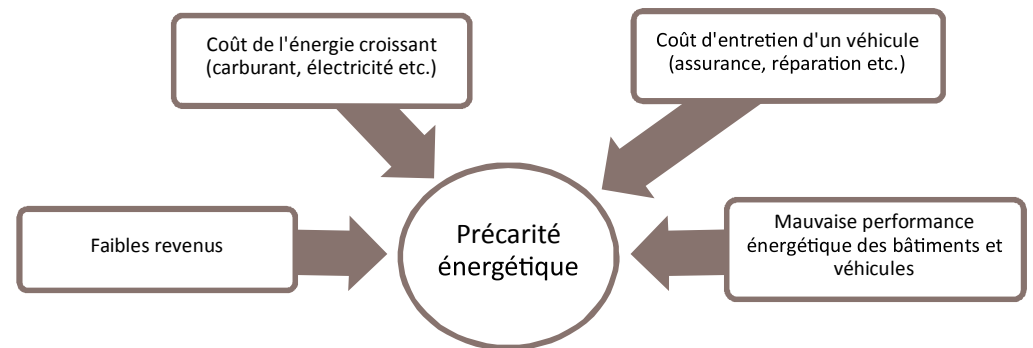 Coût de l'énergie croissant
(carburant, électricité etc.)
Coût d'entretien d'un véhicule
(assurance, réparation etc.)
Faibles revenus
Précarité
énergétique
Mauvaise performance
énergétique des bâtiments et
véhicules